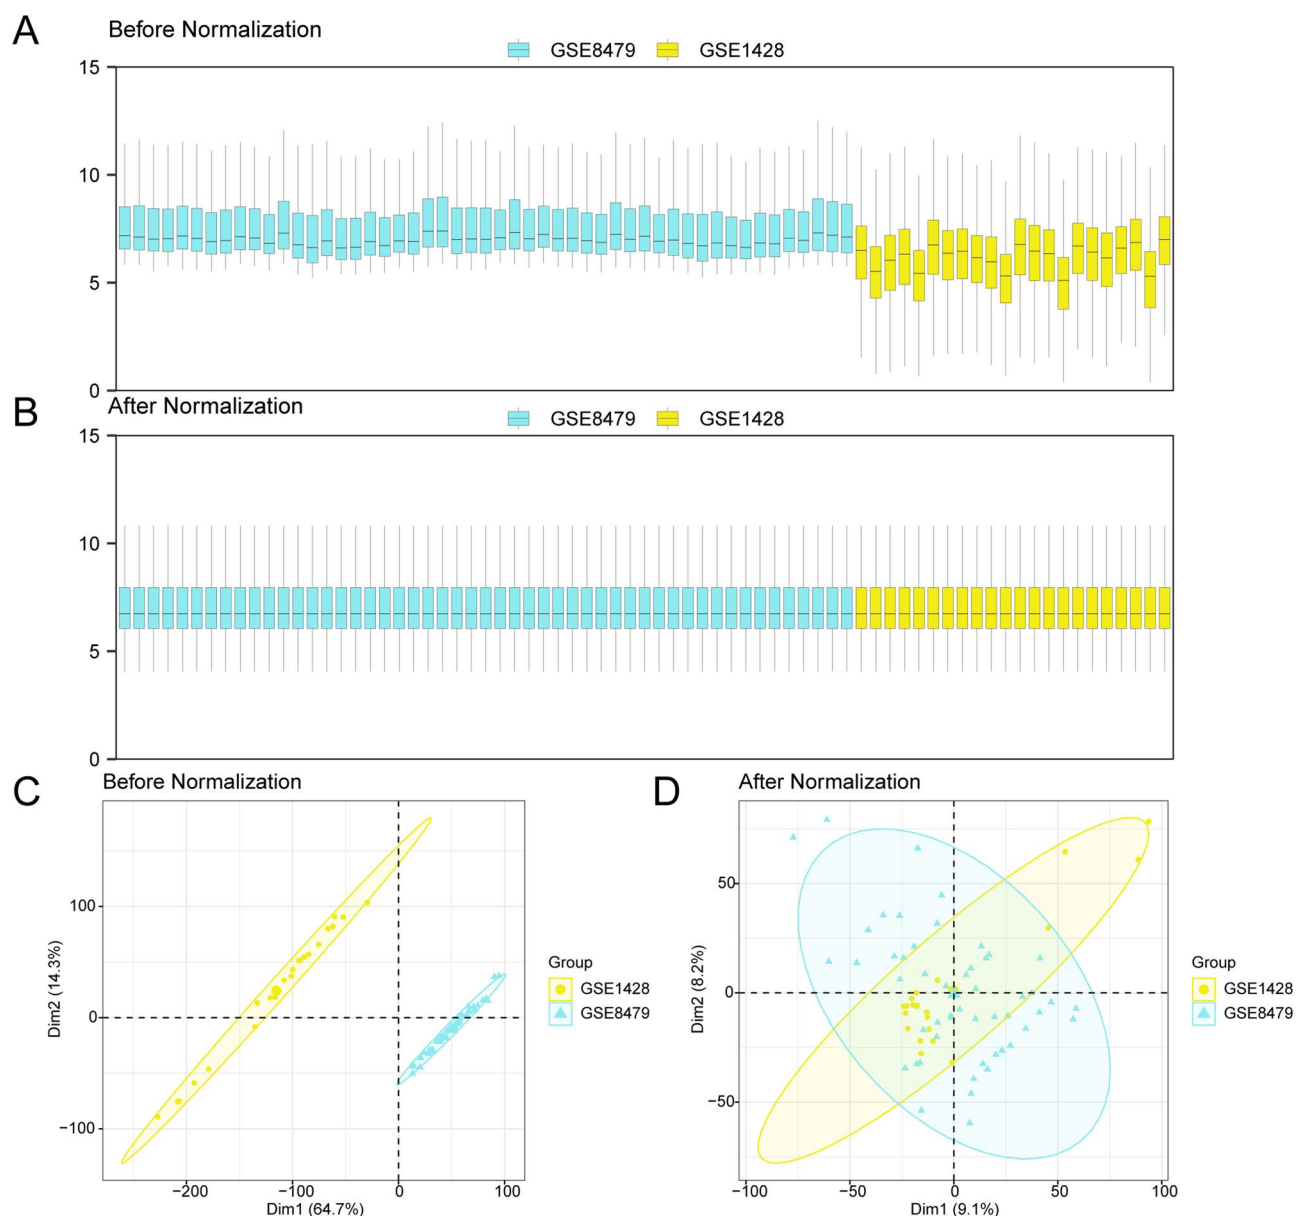 A
Before Normalization
GSE8479 GSE1428
15
10
5
0
B
After Normalization
GSE8479 GSE1428
15
10
5
0
C
Before Normalization
Dim2 (14.3%)
100
0
−100
−200 −100 0 100
Dim1 (64.7%)
Group
GSE1428
GSE8479
D
After Normalization
Dim2 (8.2%)
50
0
−50
−100 −50 0 50 100
Dim1 (9.1%)
Group
GSE1428
GSE8479